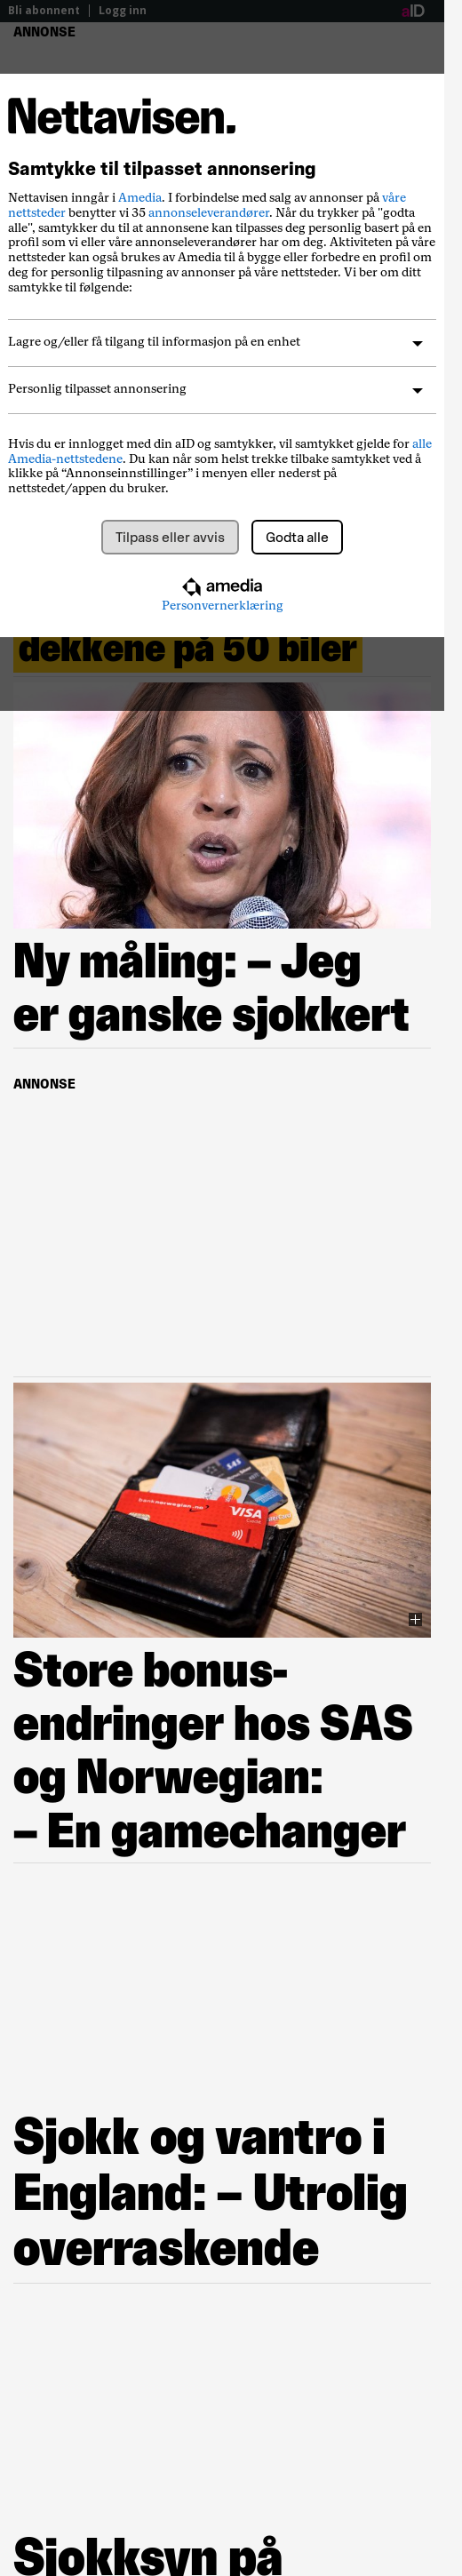 Bli abonnent | Logg inn aID
ANNONSE
Nettavisen.
Samtykke til tilpasset annonsering
Nettavisen inngår i Amedia. I forbindelse med salg av annonser på våre
nettsteder benytter vi 35 annonseleverandører. Når du trykker på "godta
alle", samtykker du til at annonsene kan tilpasses deg personlig basert på en
profil som vi eller våre annonseleverandører har om deg. Aktiviteten på våre
nettsteder kan også brukes av Amedia til å bygge eller forbedre en profil om
deg for personlig tilpasning av annonser på våre nettsteder. Vi ber om ditt
samtykke til følgende:
Lagre og/eller få tilgang til informasjon på en enhet
Personlig tilpasset annonsering
Hvis du er innlogget med din aID og samtykker, vil samtykket gjelde for alle
Amedia-nettstedene. Du kan når som helst trekke tilbake samtykket ved å
klikke på “Annonseinnstillinger” i menyen eller nederst på
nettstedet/appen du bruker.
Tilpass eller avvis Godta alle
amedia
Personvernerklæring
dekkene på 50 biler
Ny måling: – Jeg
er ganske sjokkert
ANNONSE
bank norwegian
VISA
Store bonus-
endringer hos SAS
og Norwegian:
– En gamechanger
Sjokk og vantro i
England: – Utrolig
overraskende
Sjokksyn på